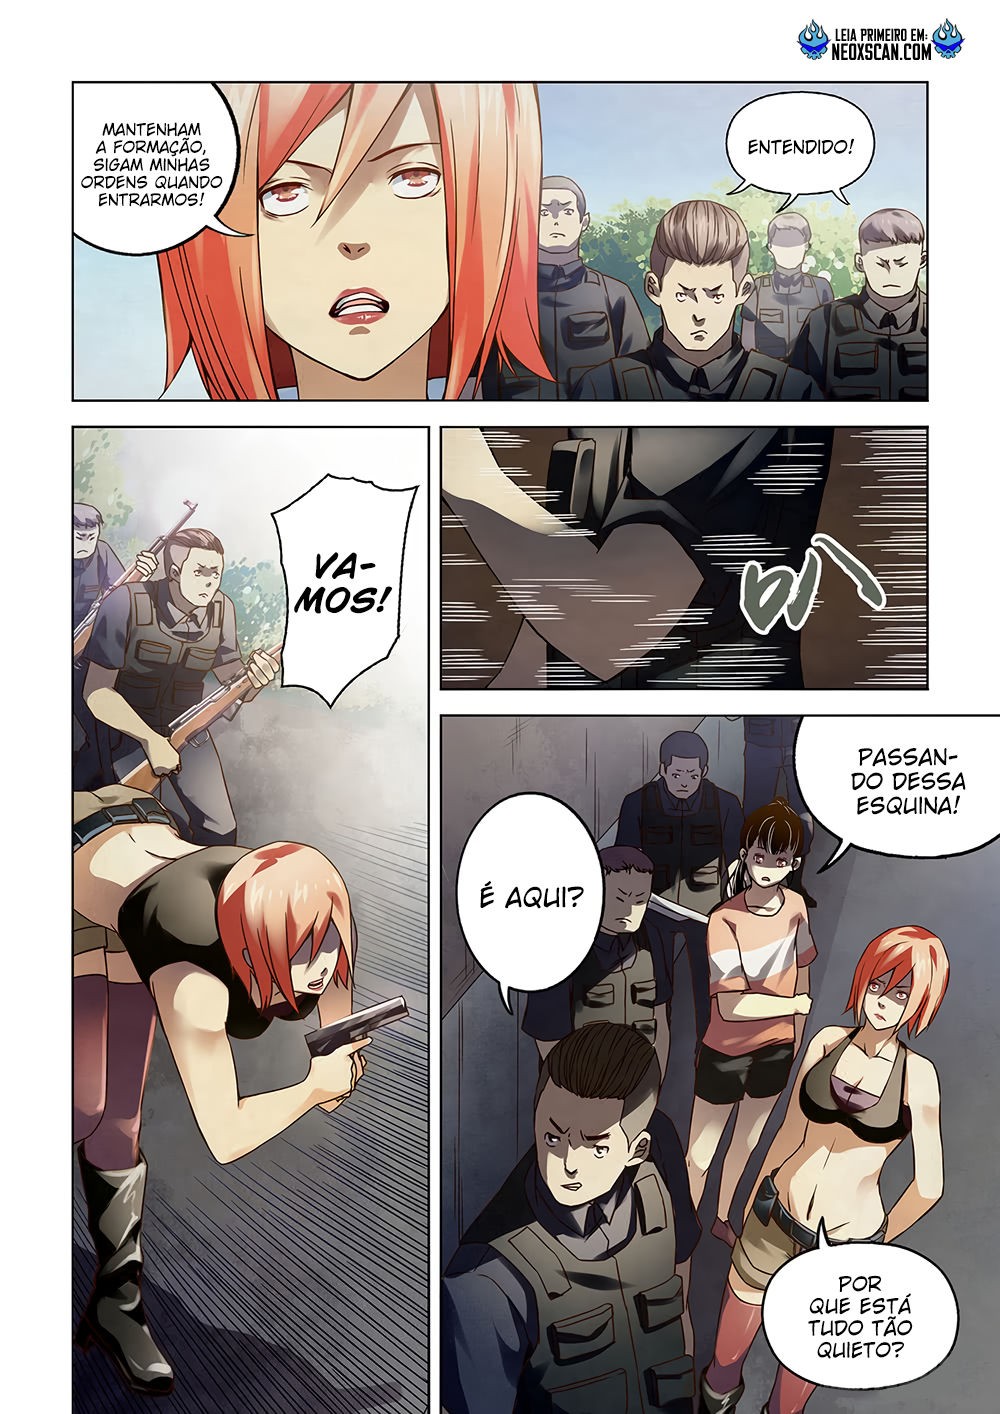 LEIA PRIMEIRO EM:
NEOXSCAN.COM
MANTENHAM
A FORMAÇÃO,
SIGAM MINHAS
ORDENS QUANDO
ENTRARMOS!
ENTENDIDO!
VA-
MOS!
叭
PASSAN-
DO DESSA
ESQUINA!
É AQUI?
POR
QUE ESTÁ
TUDO TÃO
QUIETO?